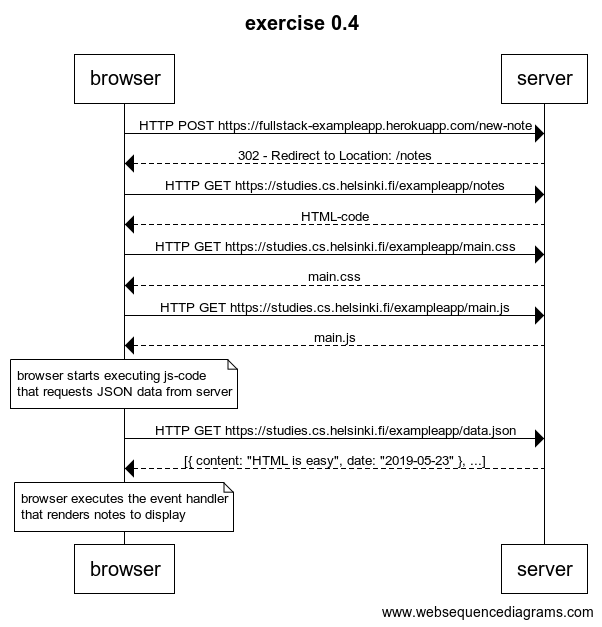 exercise 0.4
browser
server
HTTP POST https://fullstack-exampleapp.herokuapp.com/new-note
302 - Redirect to Location: /notes
HTTP GET https://studies.cs.helsinki.fi/exampleapp/notes
HTML-code
HTTP GET https://studies.cs.helsinki.fi/exampleapp/main.css
main.css
HTTP GET https://studies.cs.helsinki.fi/exampleapp/main.js
main.js
browser starts executing js-code
that requests JSON data from server
HTTP GET https://studies.cs.helsinki.fi/exampleapp/data.json
[{ content: "HTML is easy", date: "2019-05-23" }, ...]
browser executes the event handler
that renders notes to display
browser
server
www.websequencediagrams.com